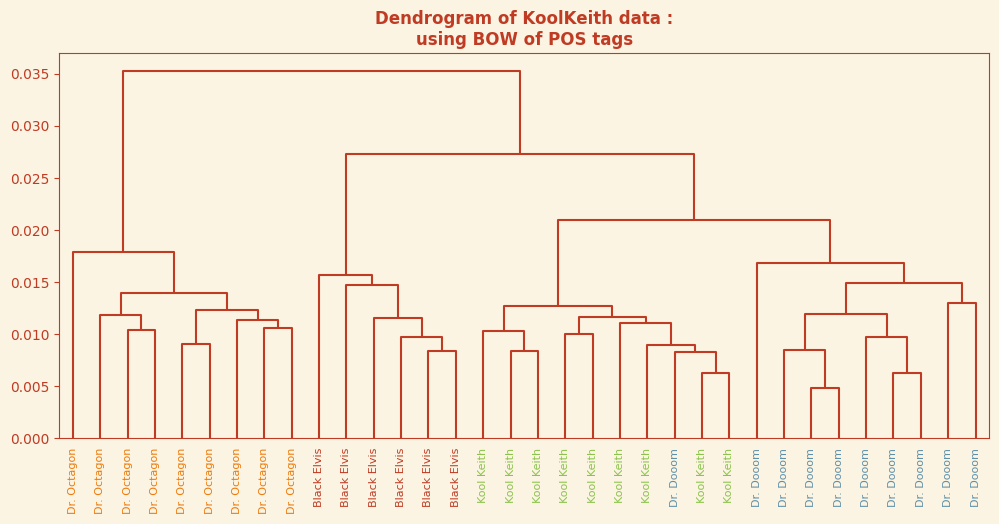 Dendrogram of KoolKeith data :
using BOW of POS tags
0.035
0.030
0.025
0.020
0.015
0.010
0.005
0.000
Dr. Octagon
Dr. Octagon
Dr. Octagon
Dr. Octagon
Dr. Octagon
Dr. Octagon
Dr. Octagon
Dr. Octagon
Dr. Octagon
Black Elvis
Black Elvis
Black Elvis
Black Elvis
Black Elvis
Black Elvis
Kool Keith
Kool Keith
Kool Keith
Kool Keith
Kool Keith
Kool Keith
Kool Keith
Dr. Dooom
Kool Keith
Kool Keith
Dr. Dooom
Dr. Dooom
Dr. Dooom
Dr. Dooom
Dr. Dooom
Dr. Dooom
Dr. Dooom
Dr. Dooom
Dr. Dooom